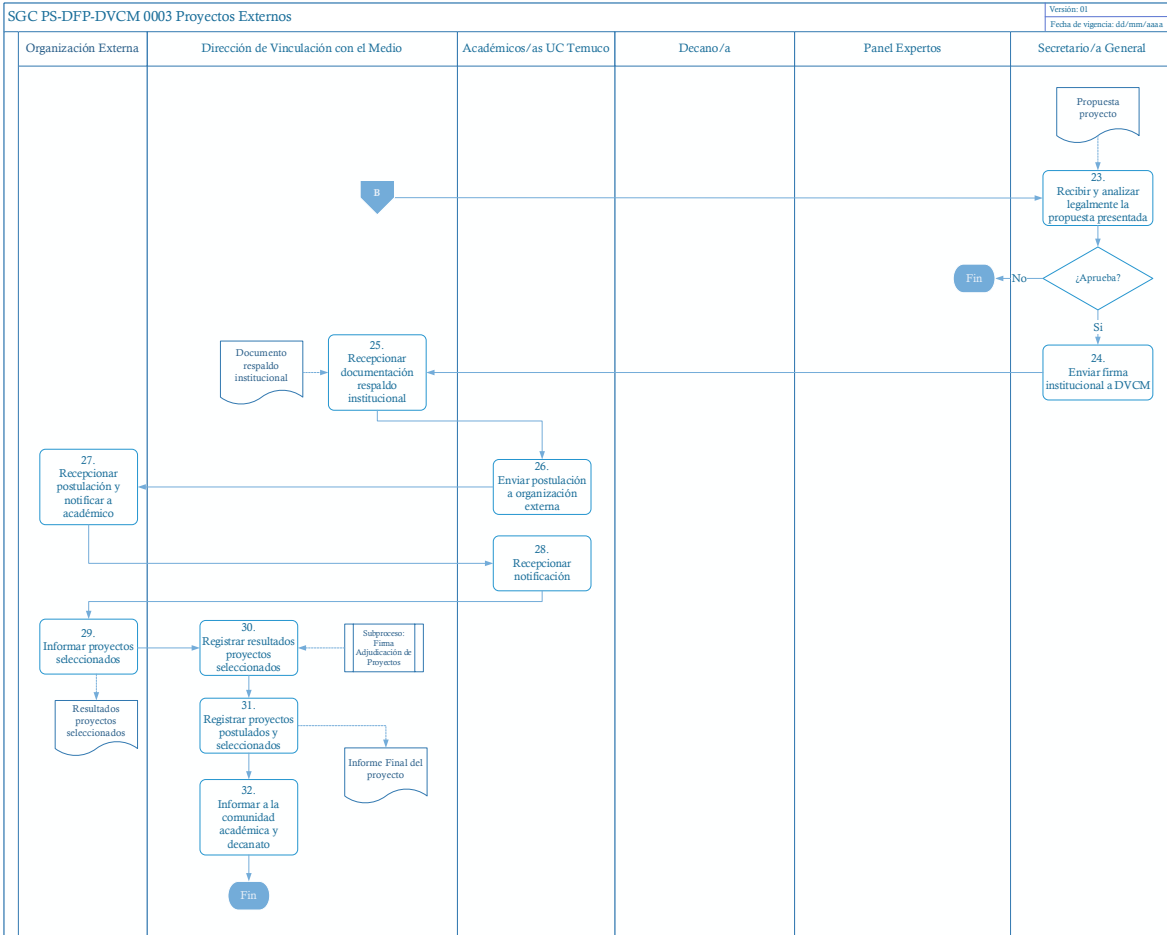 SGC PS-DFP-DVCM 0003 Proyectos Externos
Versión: 01
Fecha de vigencia: dd/mm/aaaa
Organización Externa
Dirección de Vinculación con el Medio
Académicos/as UC Temuco
Decano/a
Panel Expertos
Secretario/a General
Propuesta
proyecto
B
23.
Recibir y analizar
legalmente la
propuesta presentada
¿Aprueba?
No
Fin
Si
24.
Enviar firma
institucional a DVCM
Documento
respaldo
institucional
25.
Recepcionar
documentación
respaldo
institucional
26.
Enviar postulación
a organización
externa
27.
Recepcionar
postulación y
notificar a
académico
28.
Recepcionar
notificación
29.
Informar proyectos
seleccionados
Resultados
proyectos
seleccionados
30.
Registrar resultados
proyectos
seleccionados
Subproceso:
Firma
Adjudicación de
Proyectos
31.
Registrar proyectos
postulados y
seleccionados
Informe Final del
proyecto
32.
Informar a la
comunidad
académica y
decanato
Fin